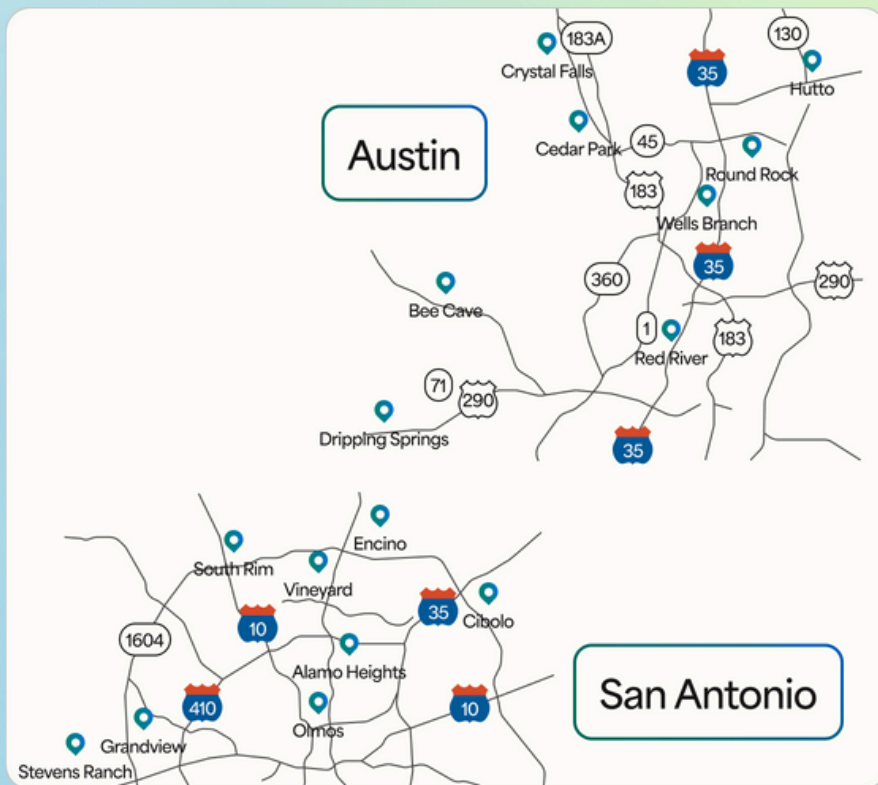 183A
130
35
Crystal Falls
Hutto
Austin
Cedar Park
45
Round Rock
183
Wells Branch
35
360
290
Bee Cave
1
183
Red River
71
290
Dripping Springs
35
Encino
South Rim
Vineyard
35
Cibolo
10
1604
Alamo Heights
San Antonio
410
10
Olmos
Grandview
Stevens Ranch